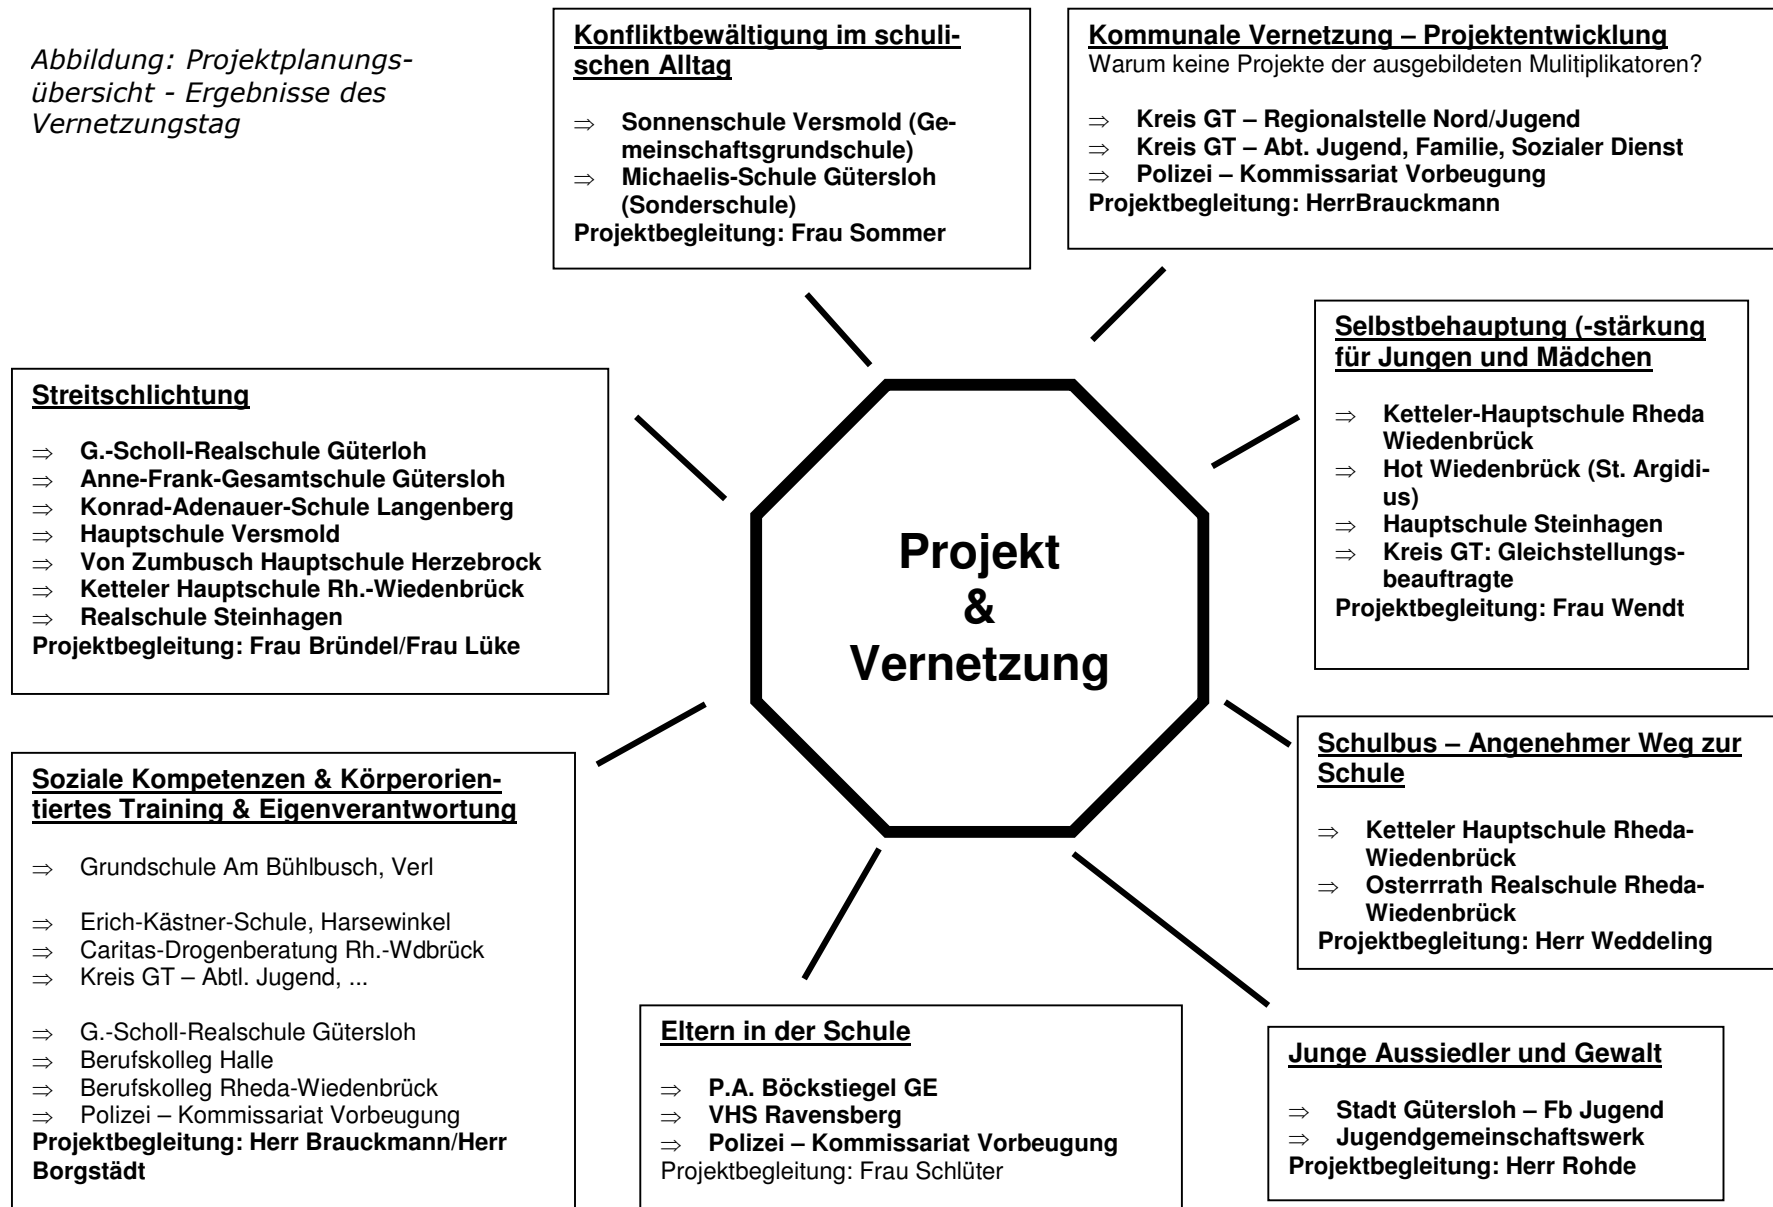 Abbildung: Projektplanungs-
übersicht - Ergebnisse des
Vernetzungstag
Konfliktbewältigung im schuli-
schen Alltag
⇒ Sonnenschule Versmold (Ge-
meinschaftsgrundschule)
⇒ Michaelis-Schule Gütersloh
(Sonderschule)
Projektbegleitung: Frau Sommer
Kommunale Vernetzung – Projektentwicklung
Warum keine Projekte der ausgebildeten Mulitiplikatoren?
⇒ Kreis GT – Regionalstelle Nord/Jugend
⇒ Kreis GT – Abt. Jugend, Familie, Sozialer Dienst
⇒ Polizei – Kommissariat Vorbeugung
Projektbegleitung: HerrBrauckmann
Selbstbehauptung (-stärkung
für Jungen und Mädchen
⇒ Ketteler-Hauptschule Rheda
Wiedenbrück
⇒ Hot Wiedenbrück (St. Argidi-
us)
⇒ Hauptschule Steinhagen
⇒ Kreis GT: Gleichstellungs-
beauftragte
Projektbegleitung: Frau Wendt
Streitschlichtung
⇒ G.-Scholl-Realschule Güterloh
⇒ Anne-Frank-Gesamtschule Gütersloh
⇒ Konrad-Adenauer-Schule Langenberg
⇒ Hauptschule Versmold
⇒ Von Zumbusch Hauptschule Herzebrock
⇒ Ketteler Hauptschule Rh.-Wiedenbrück
⇒ Realschule Steinhagen
Projektbegleitung: Frau Bründel/Frau Lüke
Projekt
&
Vernetzung
Schulbus – Angenehmer Weg zur
Schule
⇒ Ketteler Hauptschule Rheda-
Wiedenbrück
⇒ Osterrrath Realschule Rheda-
Wiedenbrück
Projektbegleitung: Herr Weddeling
Soziale Kompetenzen & Körperorien-
tiertes Training & Eigenverantwortung
⇒ Grundschule Am Bühlbusch, Verl
⇒ Erich-Kästner-Schule, Harsewinkel
⇒ Caritas-Drogenberatung Rh.-Wdbrück
⇒ Kreis GT – Abtl. Jugend, ...
⇒ G.-Scholl-Realschule Gütersloh
⇒ Berufskolleg Halle
⇒ Berufskolleg Rheda-Wiedenbrück
⇒ Polizei – Kommissariat Vorbeugung
Projektbegleitung: Herr Brauckmann/Herr
Borgstädt
Eltern in der Schule
⇒ P.A. Böckstiegel GE
⇒ VHS Ravensberg
⇒ Polizei – Kommissariat Vorbeugung
Projektbegleitung: Frau Schlüter
Junge Aussiedler und Gewalt
⇒ Stadt Gütersloh – Fb Jugend
⇒ Jugendgemeinschaftswerk
Projektbegleitung: Herr Rohde